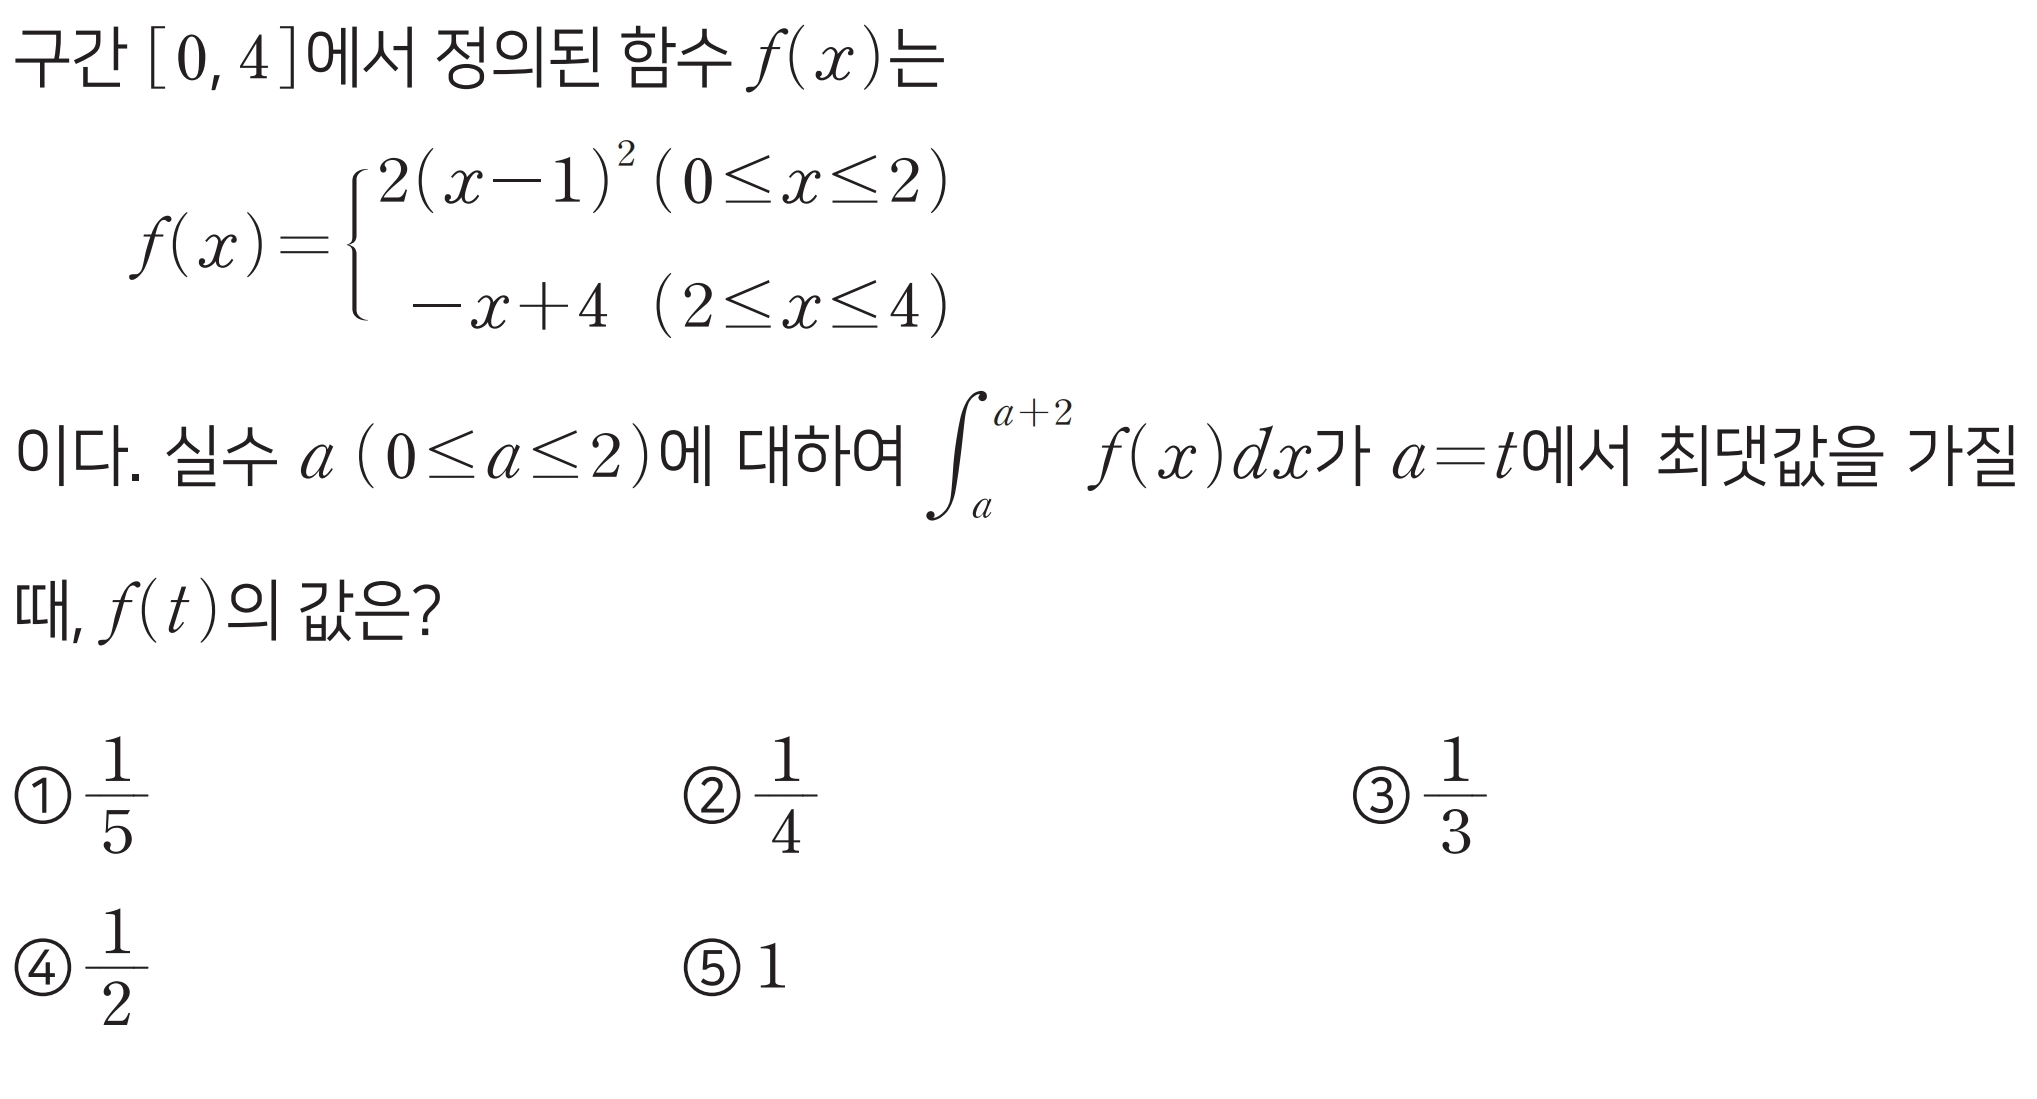 구간 [0, 4]에서 정의된 함수 f(x)는
f(x)={ 2(x−1)² (0≤x≤2)
−x+4 (2≤x≤4)
이다. 실수 a (0≤a≤2)에 대하여 ∫ₐ^{a+2} f(x)dx가 a=t에서 최댓값을 가질
때, f(t)의 값은?
① 1/5 ② 1/4 ③ 1/3
④ 1/2 ⑤ 1